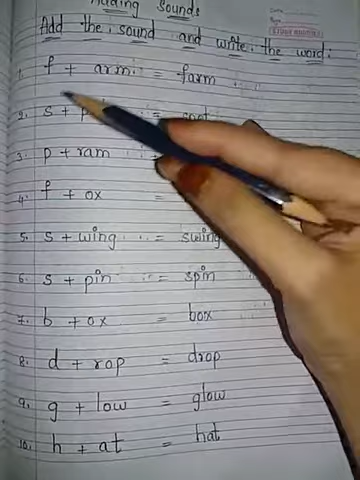 Adding Sounds
Add the sound and write the word:
1. f + arm = farm
2. s + = spot
3. p + ram
4. f + ox =
5. s + wing = swing
6. s + pin = spin
7. b + ox = box
8. d + rop = drop
9. g + low = glow
10. h + at = hat